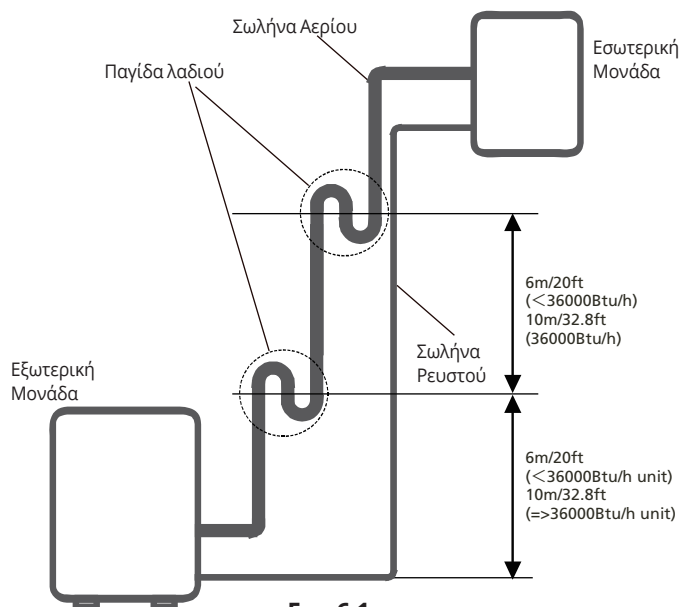 Σωλήνα Αερίου
Παγίδα λαδιού
Εσωτερική
Μονάδα
6m/20ft
(<36000Btu/h)
10m/32.8ft
(36000Btu/h)
Σωλήνα
Ρευστού
Εξωτερική
Μονάδα
6m/20ft
(<36000Btu/h unit)
10m/32.8ft
(=>36000Btu/h unit)